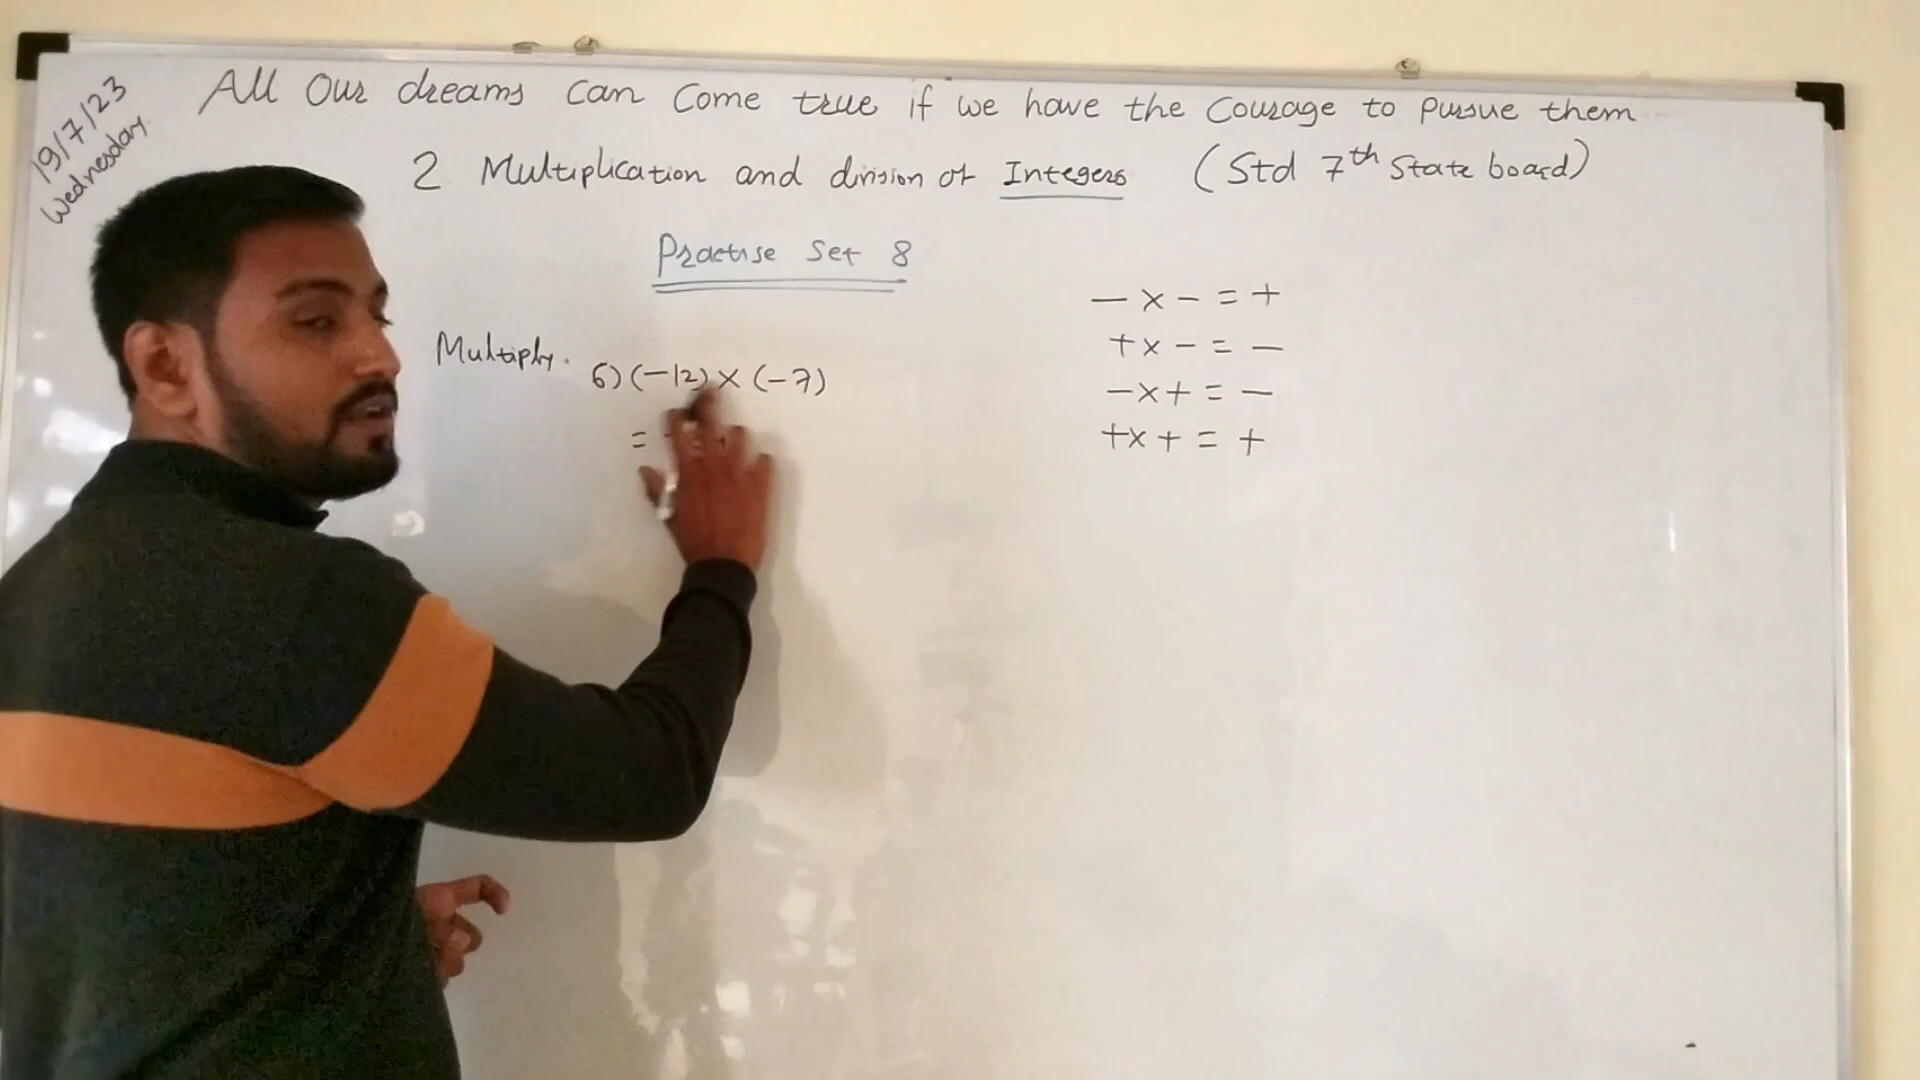 All Our dreams can come true if we have the courage to pursue them
19/7/23
Wednesday
2 Multiplication and division of Integers (Std 7th State board)
Practise Set 8
Multiply.
6) (-12) × (-7)
=
- × - = +
+ × - = -
- × + = -
+ × + = +